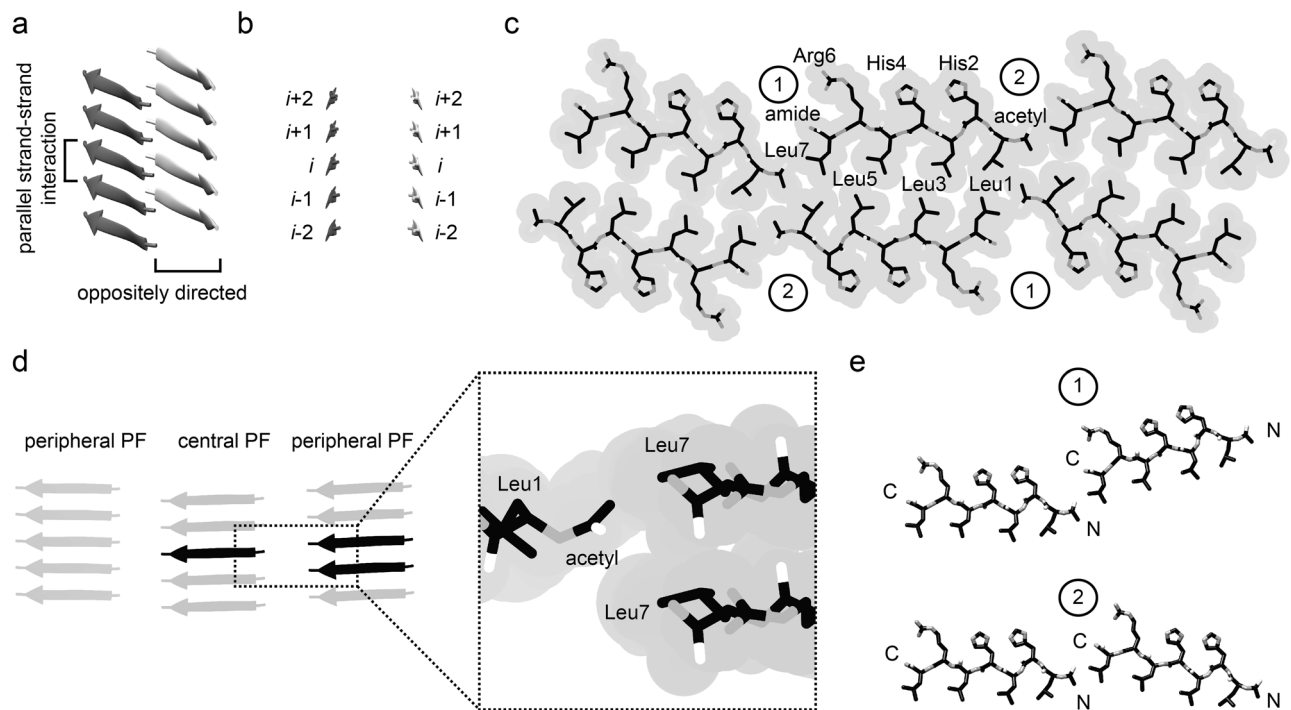 a
parallel strand-strand
interaction
oppositely directed
b
i+2
i+2
i+1
i+1
i
i
i-1
i-1
i-2
i-2
c
Arg6
His4
His2
1
2
amide
acetyl
Leu7
Leu5
Leu3
Leu1
2
1
d
peripheral PF
central PF
peripheral PF
Leu7
Leu1
acetyl
Leu7
e
1
N
C
C
N
2
C
C
N
N